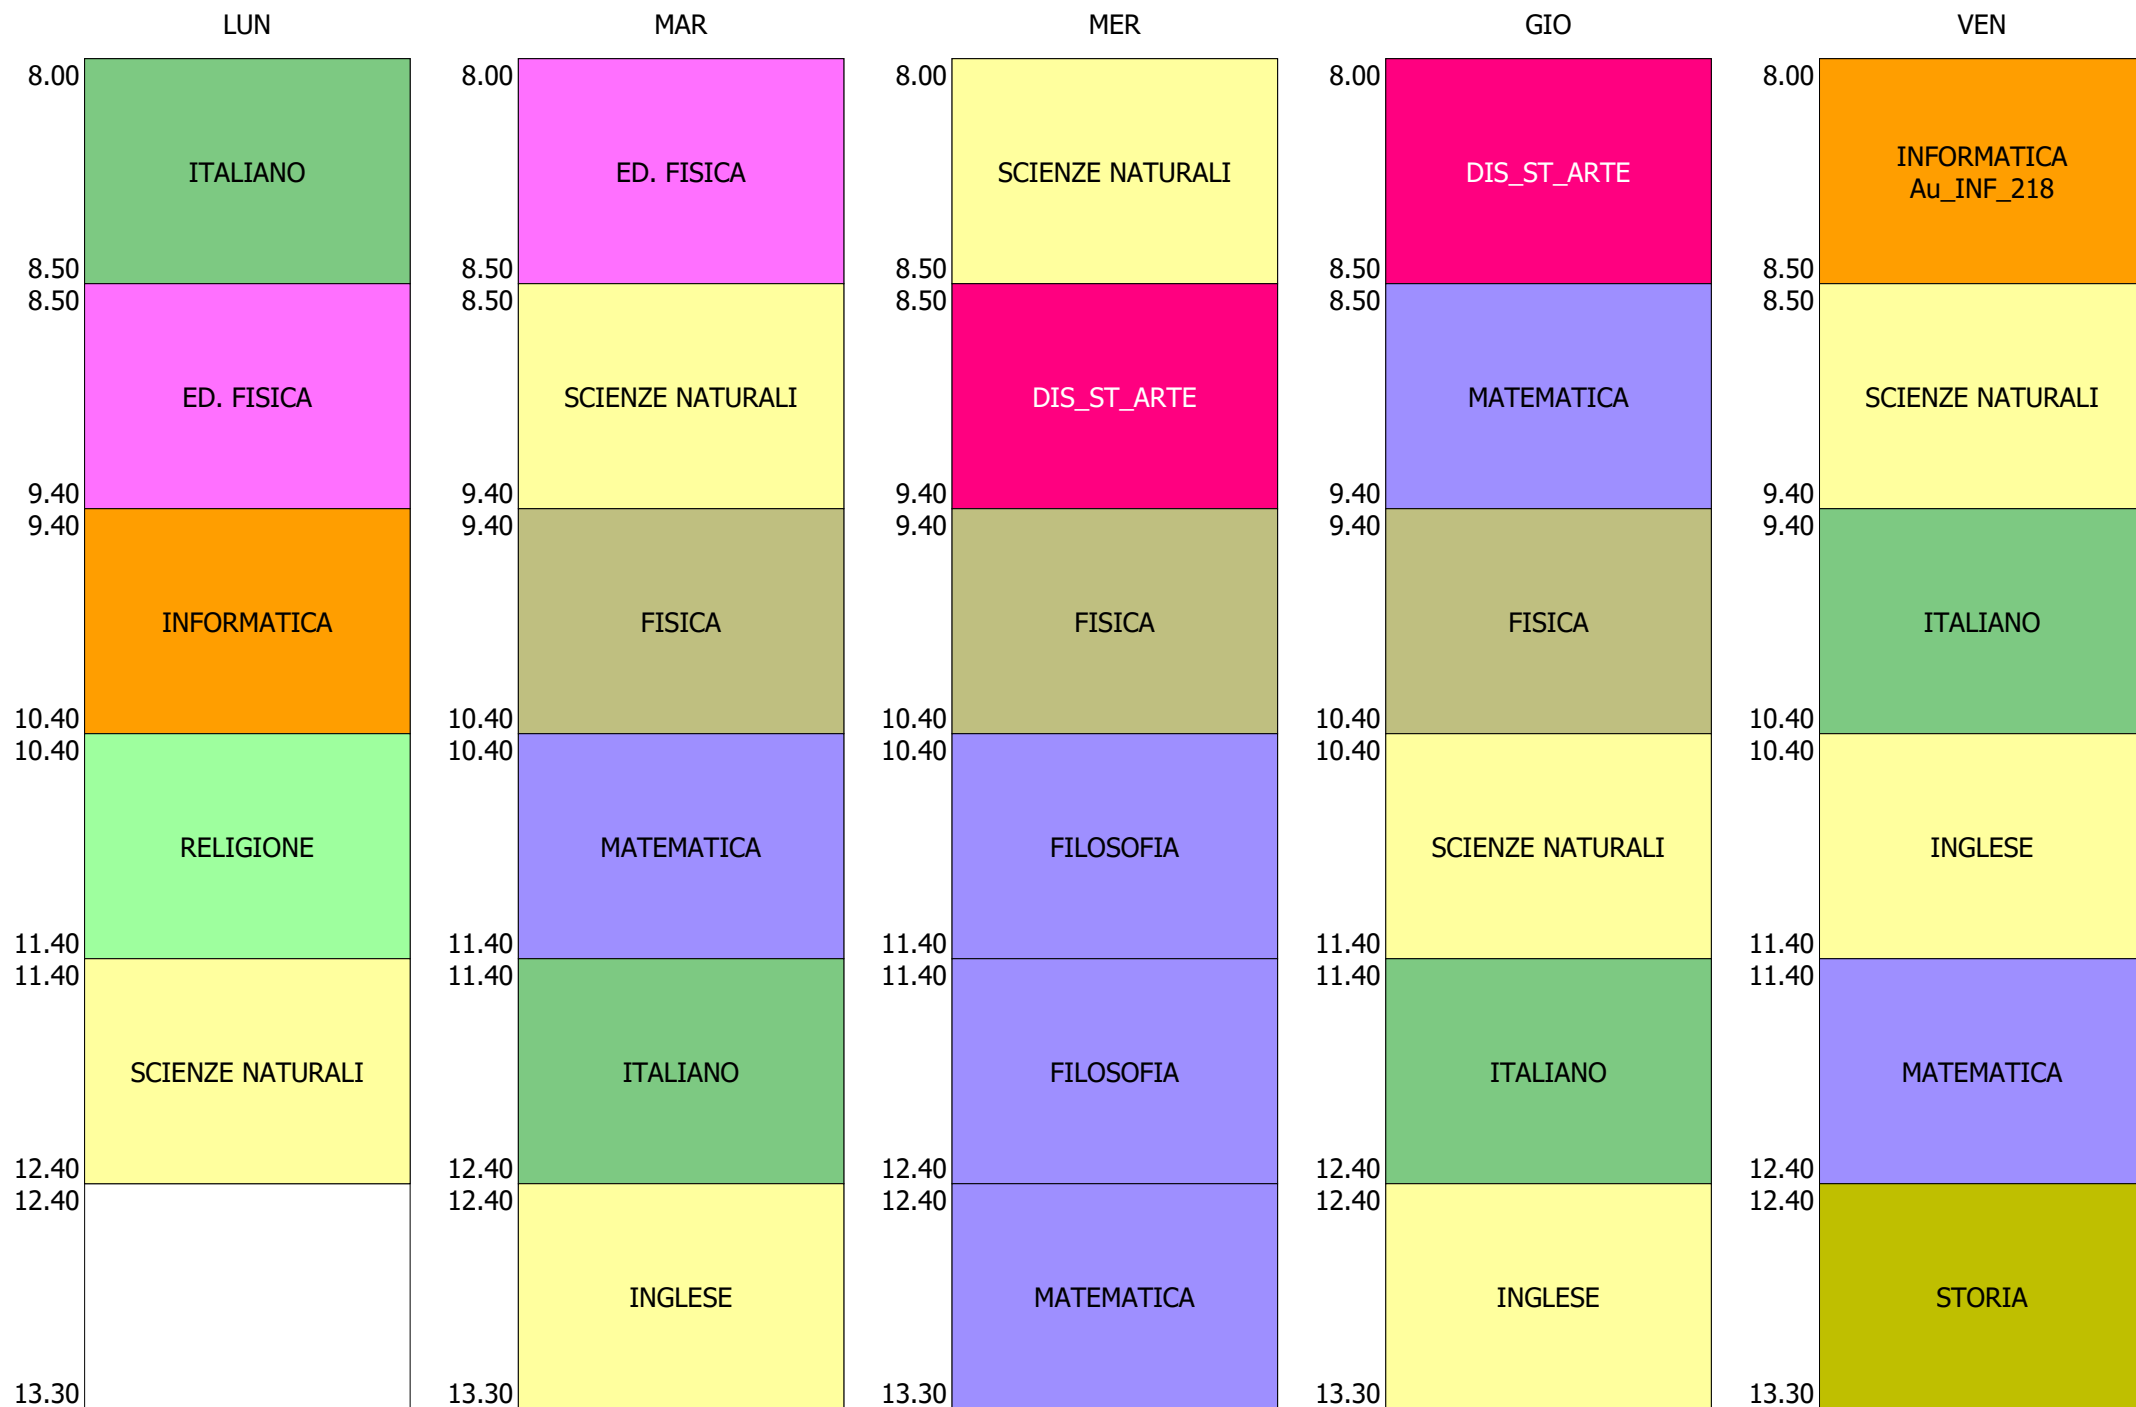 LUN MAR MER GIO VEN
8.00 8.00 8.00 8.00 8.00
ITALIANO ED. FISICA SCIENZE NATURALI DIS_ST_ARTE INFORMATICA
Au_INF_218
8.50 8.50 8.50 8.50 8.50
8.50 8.50 8.50 8.50 8.50
ED. FISICA SCIENZE NATURALI DIS_ST_ARTE MATEMATICA SCIENZE NATURALI
9.40 9.40 9.40 9.40 9.40
9.40 9.40 9.40 9.40 9.40
INFORMATICA FISICA FISICA FISICA ITALIANO
10.40 10.40 10.40 10.40 10.40
10.40 10.40 10.40 10.40 10.40
RELIGIONE MATEMATICA FILOSOFIA SCIENZE NATURALI INGLESE
11.40 11.40 11.40 11.40 11.40
11.40 11.40 11.40 11.40 11.40
SCIENZE NATURALI ITALIANO FILOSOFIA ITALIANO MATEMATICA
12.40 12.40 12.40 12.40 12.40
12.40 12.40 12.40 12.40 12.40
INGLESE MATEMATICA INGLESE STORIA
13.30 13.30 13.30 13.30 13.30